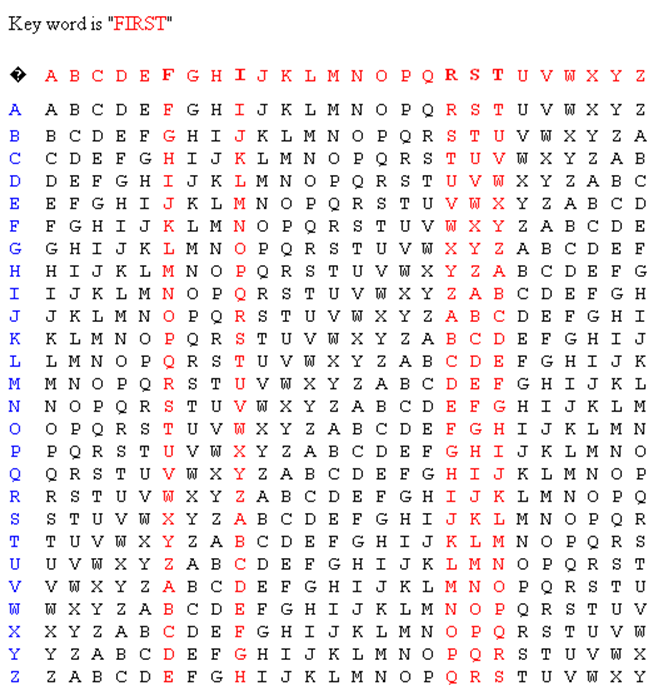 Key word is "FIRST"
� A B C D E F G H I J K L M N O P Q R S T U V W X Y Z
A A B C D E F G H I J K L M N O P Q R S T U V W X Y Z
B B C D E F G H I J K L M N O P Q R S T U V W X Y Z A
C C D E F G H I J K L M N O P Q R S T U V W X Y Z A B
D D E F G H I J K L M N O P Q R S T U V W X Y Z A B C
E E F G H I J K L M N O P Q R S T U V W X Y Z A B C D
F F G H I J K L M N O P Q R S T U V W X Y Z A B C D E
G G H I J K L M N O P Q R S T U V W X Y Z A B C D E F
H H I J K L M N O P Q R S T U V W X Y Z A B C D E F G
I I J K L M N O P Q R S T U V W X Y Z A B C D E F G H
J J K L M N O P Q R S T U V W X Y Z A B C D E F G H I
K K L M N O P Q R S T U V W X Y Z A B C D E F G H I J
L L M N O P Q R S T U V W X Y Z A B C D E F G H I J K
M M N O P Q R S T U V W X Y Z A B C D E F G H I J K L
N N O P Q R S T U V W X Y Z A B C D E F G H I J K L M
O O P Q R S T U V W X Y Z A B C D E F G H I J K L M N
P P Q R S T U V W X Y Z A B C D E F G H I J K L M N O
Q Q R S T U V W X Y Z A B C D E F G H I J K L M N O P
R R S T U V W X Y Z A B C D E F G H I J K L M N O P Q
S S T U V W X Y Z A B C D E F G H I J K L M N O P Q R
T T U V W X Y Z A B C D E F G H I J K L M N O P Q R S
U U V W X Y Z A B C D E F G H I J K L M N O P Q R S T
V V W X Y Z A B C D E F G H I J K L M N O P Q R S T U
W W X Y Z A B C D E F G H I J K L M N O P Q R S T U V
X X Y Z A B C D E F G H I J K L M N O P Q R S T U V W
Y Y Z A B C D E F G H I J K L M N O P Q R S T U V W X
Z Z A B C D E F G H I J K L M N O P Q R S T U V W X Y